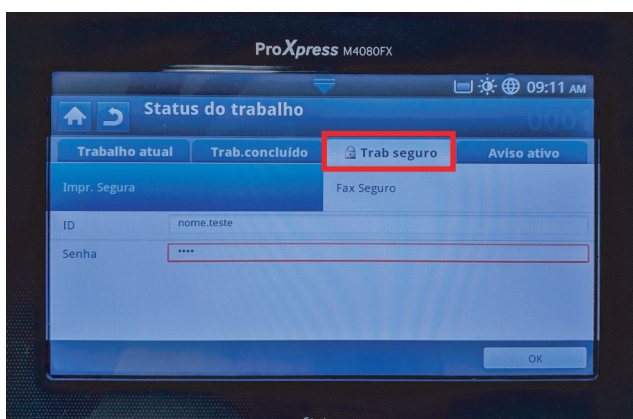 ProXpress M4080FX
09:11 AM
Status do trabalho
Trabalho atual Trab.concluído Trab seguro Aviso ativo
Impr. Segura Fax Seguro
ID nome.teste
Senha ••••
OK